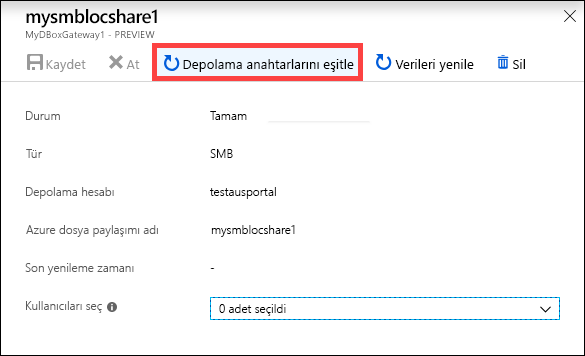 mysmblocshare1
MyDBoxGateway1 - PREVIEW
Kaydet At Depolama anahtarlarını eşitle Verileri yenile Sil
Durum Tamam
Tür SMB
Depolama hesabı testausportal
Azure dosya paylaşımı adı mysmblocshare1
Son yenileme zamanı -
Kullanıcıları seç 0 adet seçildi